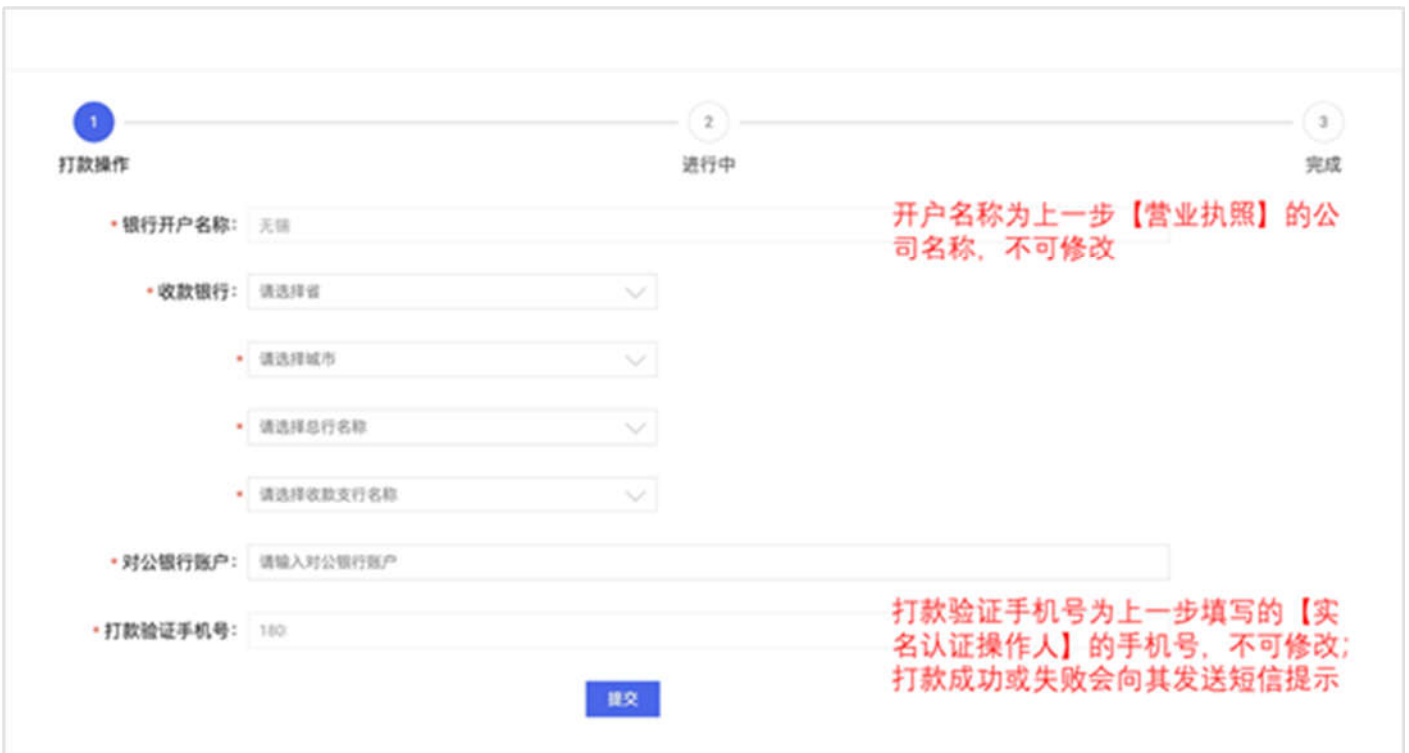 1
2
3
打款操作
进行中
完成
* 银行开户名称： 无锡
开户名称为上一步【营业执照】的公
司名称，不可修改
* 收款银行： 请选择省
* 请选择城市
* 请选择总行名称
* 请选择收款支行名称
* 对公银行账户： 请输入对公银行账户
* 打款验证手机号： 180
打款验证手机号为上一步填写的【实
名认证操作人】的手机号，不可修改；
打款成功或失败会向其发送短信提示
提交